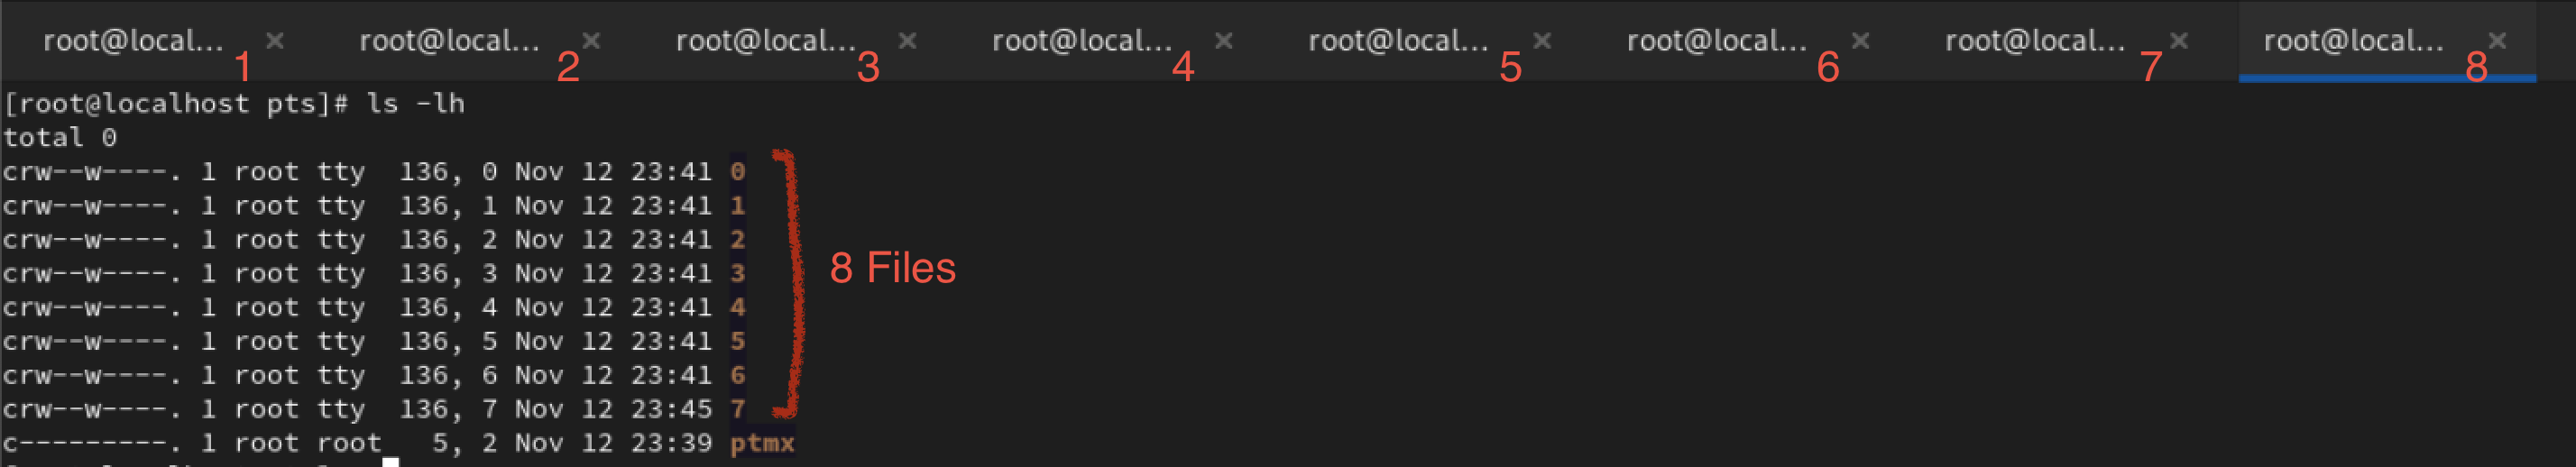 root@local... × root@local... × root@local... × root@local... × root@local... × root@local... × root@local... × root@local... ×
1 2 3 4 5 6 7 8
[root@localhost pts]# ls -lh
total 0
crw--w----. 1 root tty  136, 0 Nov 12 23:41 0
crw--w----. 1 root tty  136, 1 Nov 12 23:41 1
crw--w----. 1 root tty  136, 2 Nov 12 23:41 2
crw--w----. 1 root tty  136, 3 Nov 12 23:41 3
8 Files
crw--w----. 1 root tty  136, 4 Nov 12 23:41 4
crw--w----. 1 root tty  136, 5 Nov 12 23:41 5
crw--w----. 1 root tty  136, 6 Nov 12 23:41 6
crw--w----. 1 root tty  136, 7 Nov 12 23:45 7
c---------. 1 root root   5, 2 Nov 12 23:39 ptmx